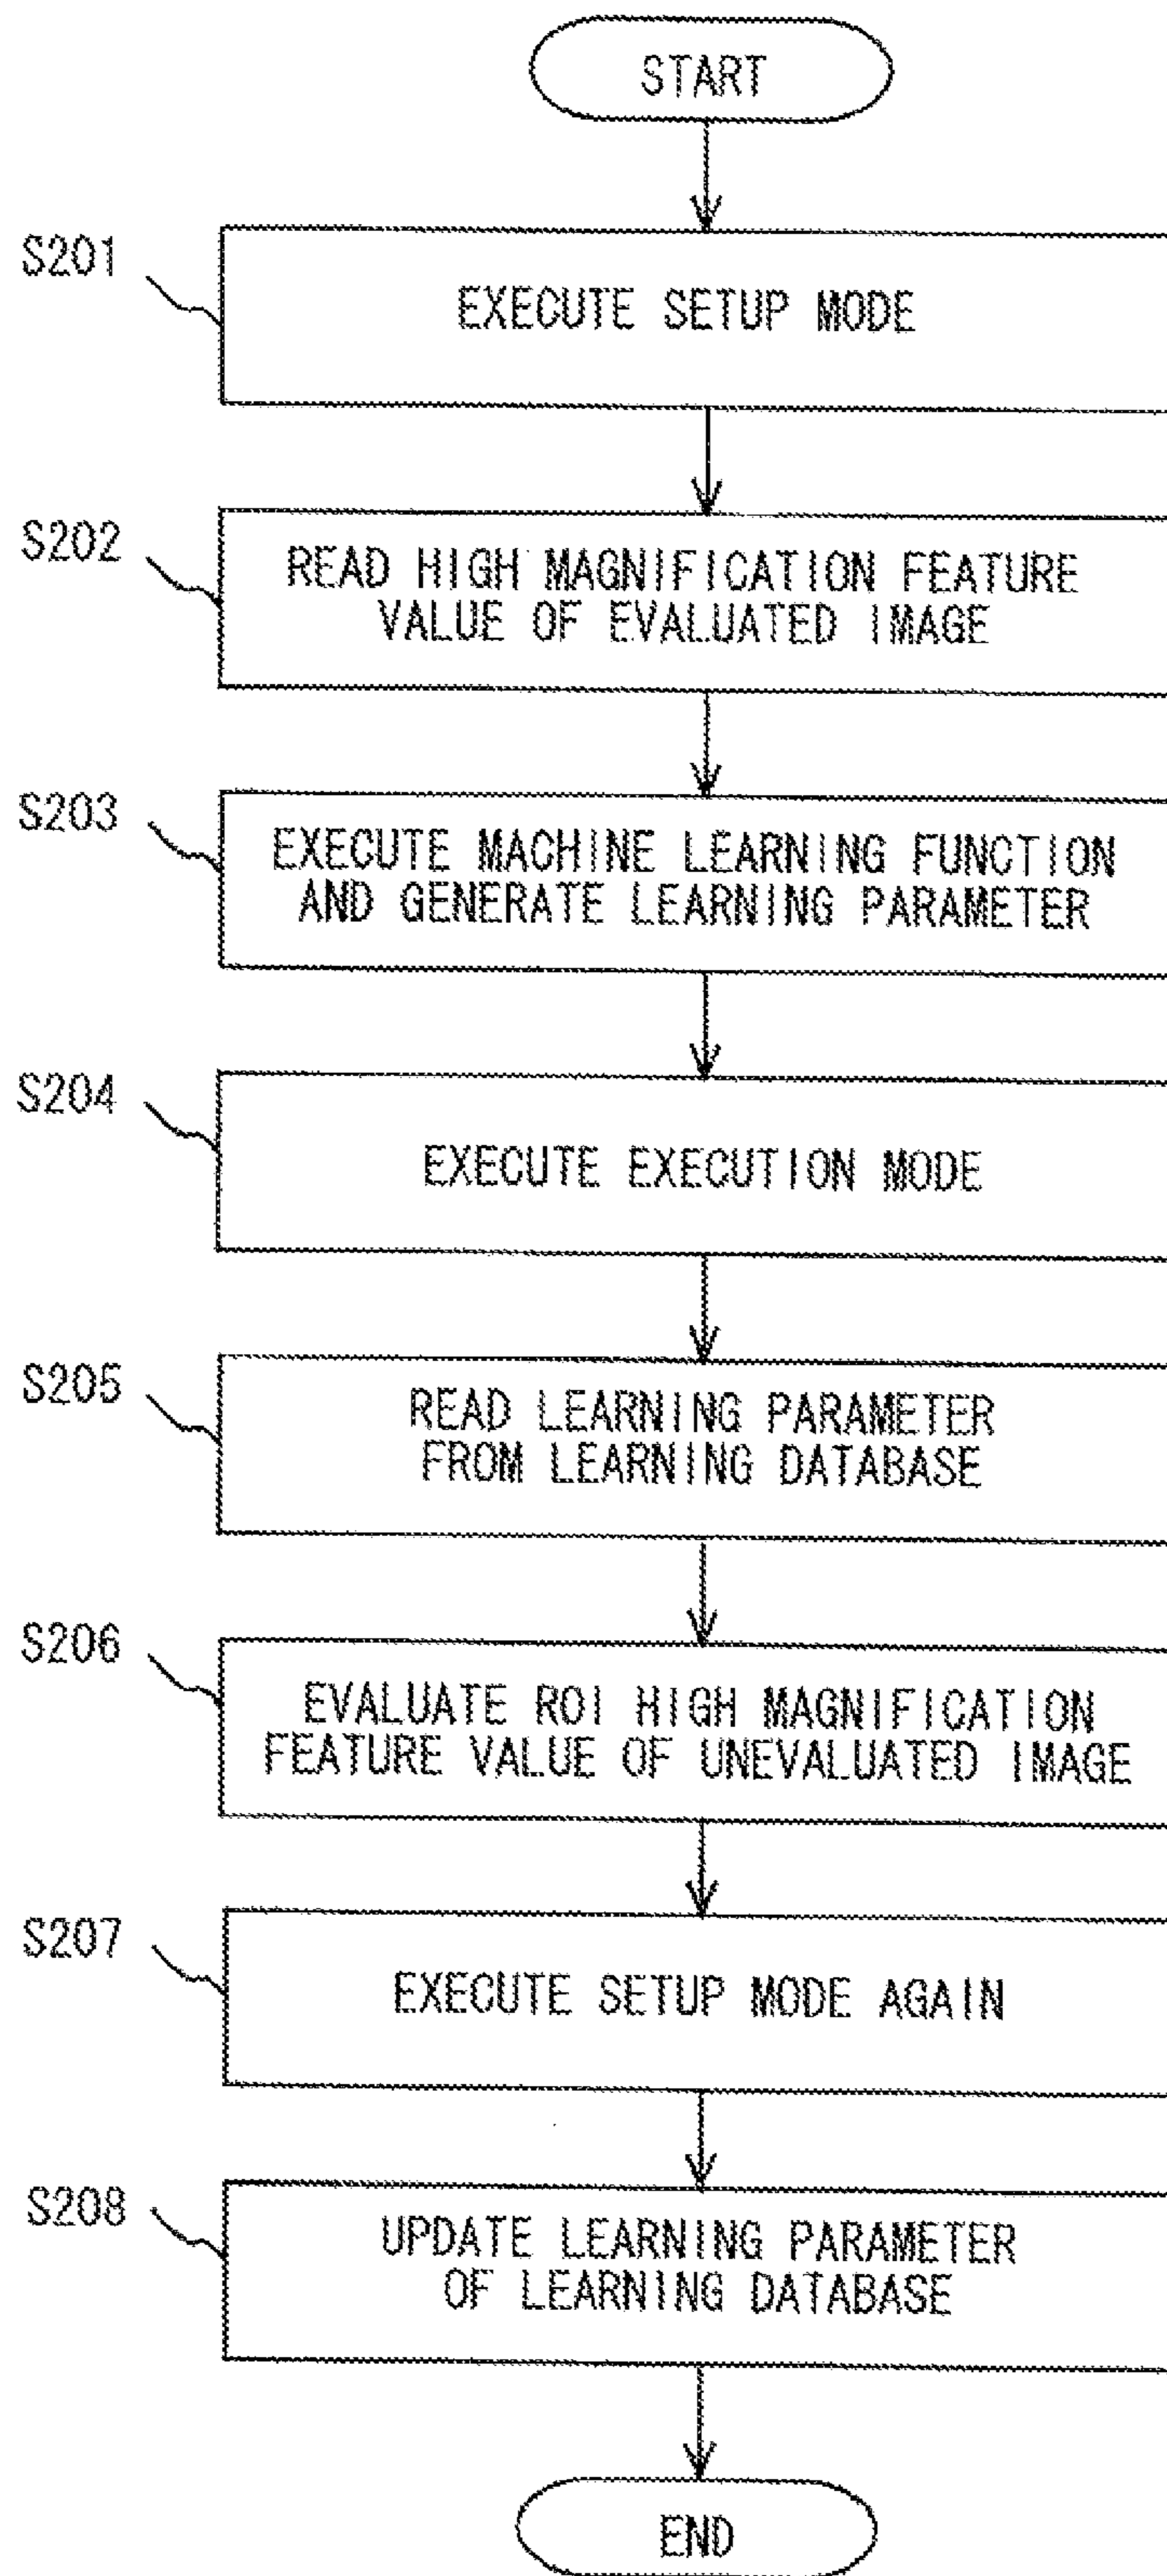 START
S201
EXECUTE SETUP MODE
S202
READ HIGH MAGNIFICATION FEATURE
VALUE OF EVALUATED IMAGE
S203
EXECUTE MACHINE LEARNING FUNCTION
AND GENERATE LEARNING PARAMETER
S204
EXECUTE EXECUTION MODE
S205
READ LEARNING PARAMETER
FROM LEARNING DATABASE
S206
EVALUATE ROI HIGH MAGNIFICATION
FEATURE VALUE OF UNEVALUATED IMAGE
S207
EXECUTE SETUP MODE AGAIN
S208
UPDATE LEARNING PARAMETER
OF LEARNING DATABASE
END